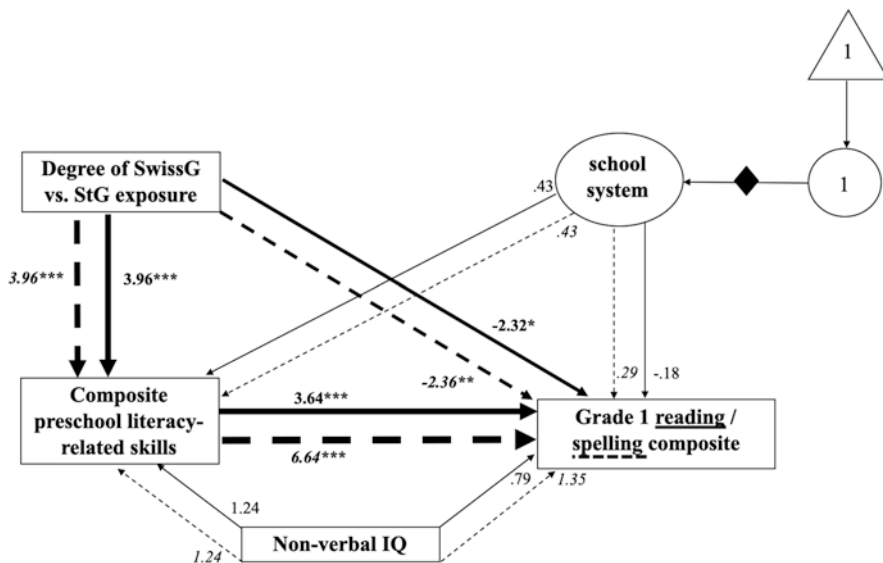 1
Degree of SwissG
vs. StG exposure
school
system
1
.43
.43
3.96***
3.96***
-2.32*
-2.36**
.29
-.18
Composite
preschool literacy-
related skills
3.64***
6.64***
Grade 1 reading /
spelling composite
1.24
.79
1.35
1.24
Non-verbal IQ